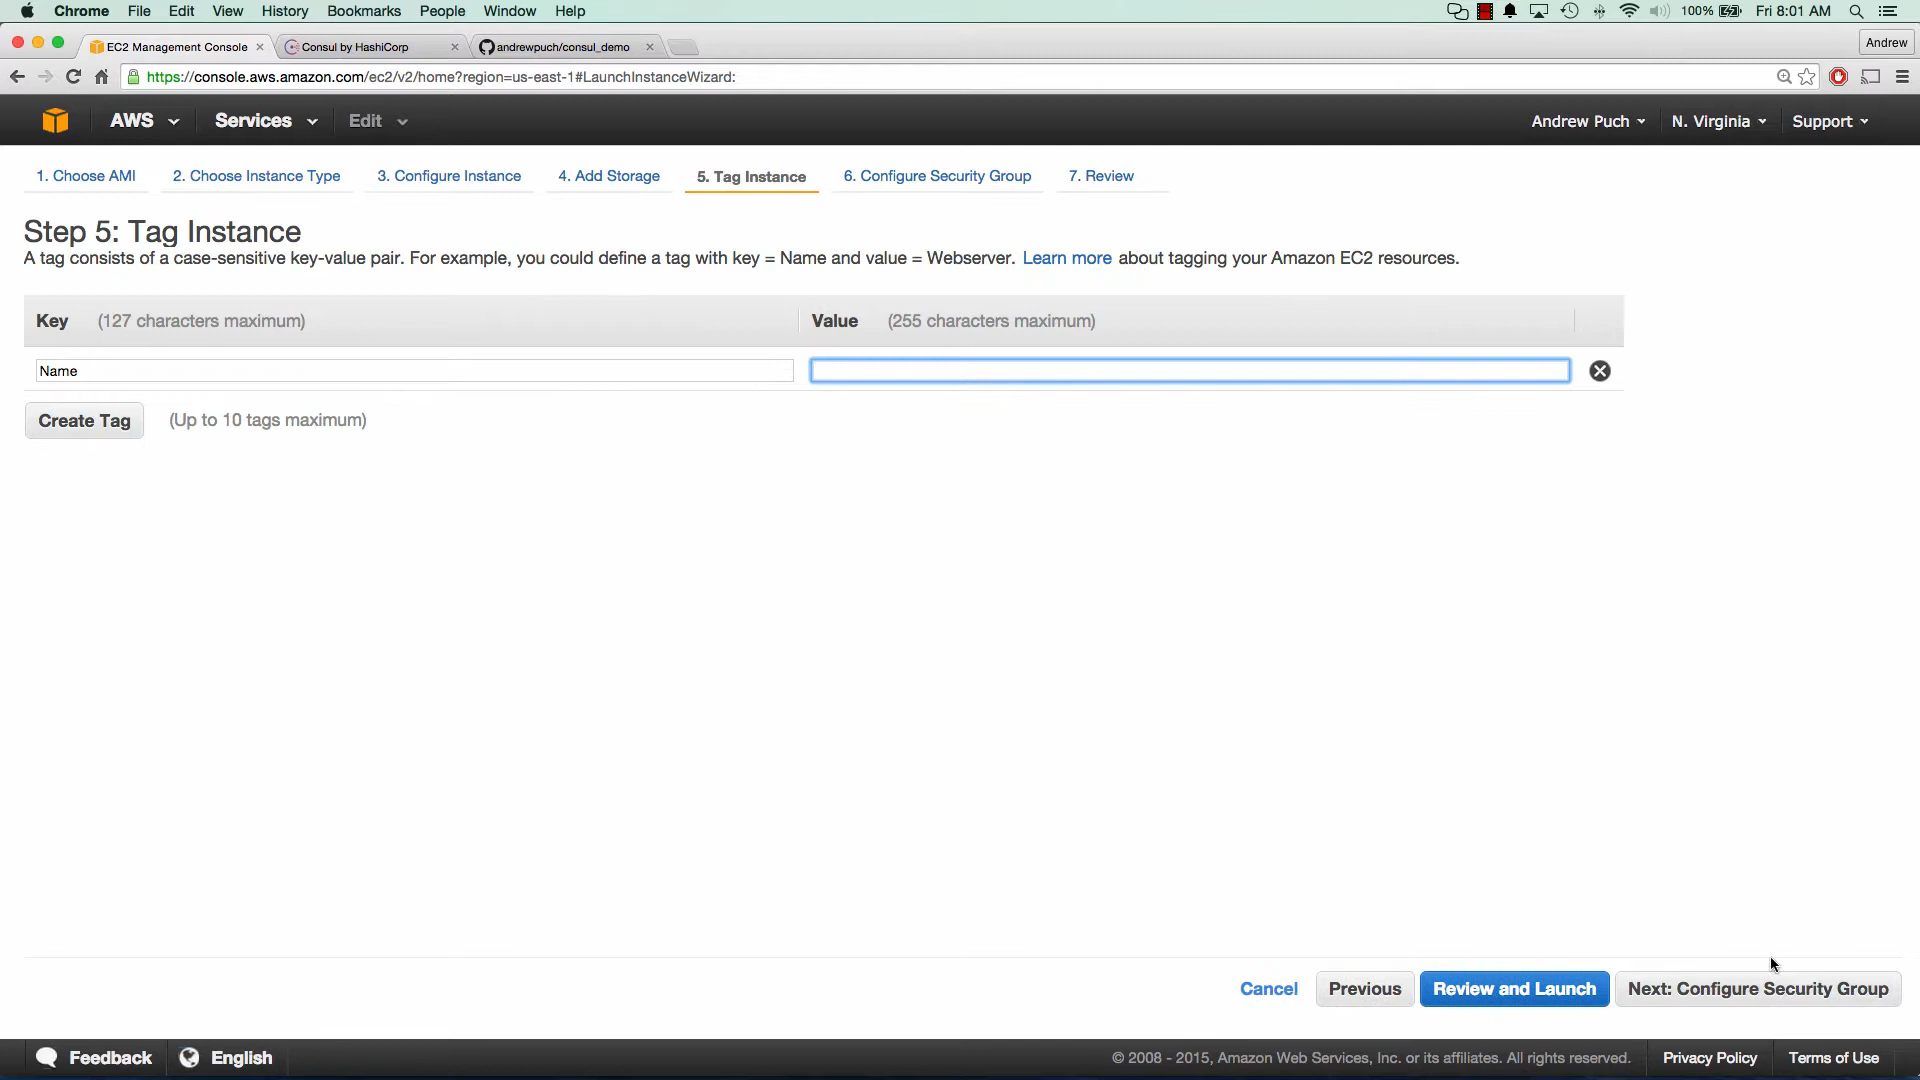 Chrome File Edit View History Bookmarks People Window Help 100% Fri 8:01 AM
EC2 Management Console Consul by HashiCorp andrewpuch/consul_demo Andrew
https://console.aws.amazon.com/ec2/v2/home?region=us-east-1#LaunchInstanceWizard:
AWS Services Edit Andrew Puch N. Virginia Support
1. Choose AMI 2. Choose Instance Type 3. Configure Instance 4. Add Storage 5. Tag Instance 6. Configure Security Group 7. Review
Step 5: Tag Instance
A tag consists of a case-sensitive key-value pair. For example, you could define a tag with key = Name and value = Webserver. Learn more about tagging your Amazon EC2 resources.
Key (127 characters maximum) Value (255 characters maximum)
Name
Create Tag (Up to 10 tags maximum)
Cancel Previous Review and Launch Next: Configure Security Group
Feedback English © 2008 - 2015, Amazon Web Services, Inc. or its affiliates. All rights reserved. Privacy Policy Terms of Use